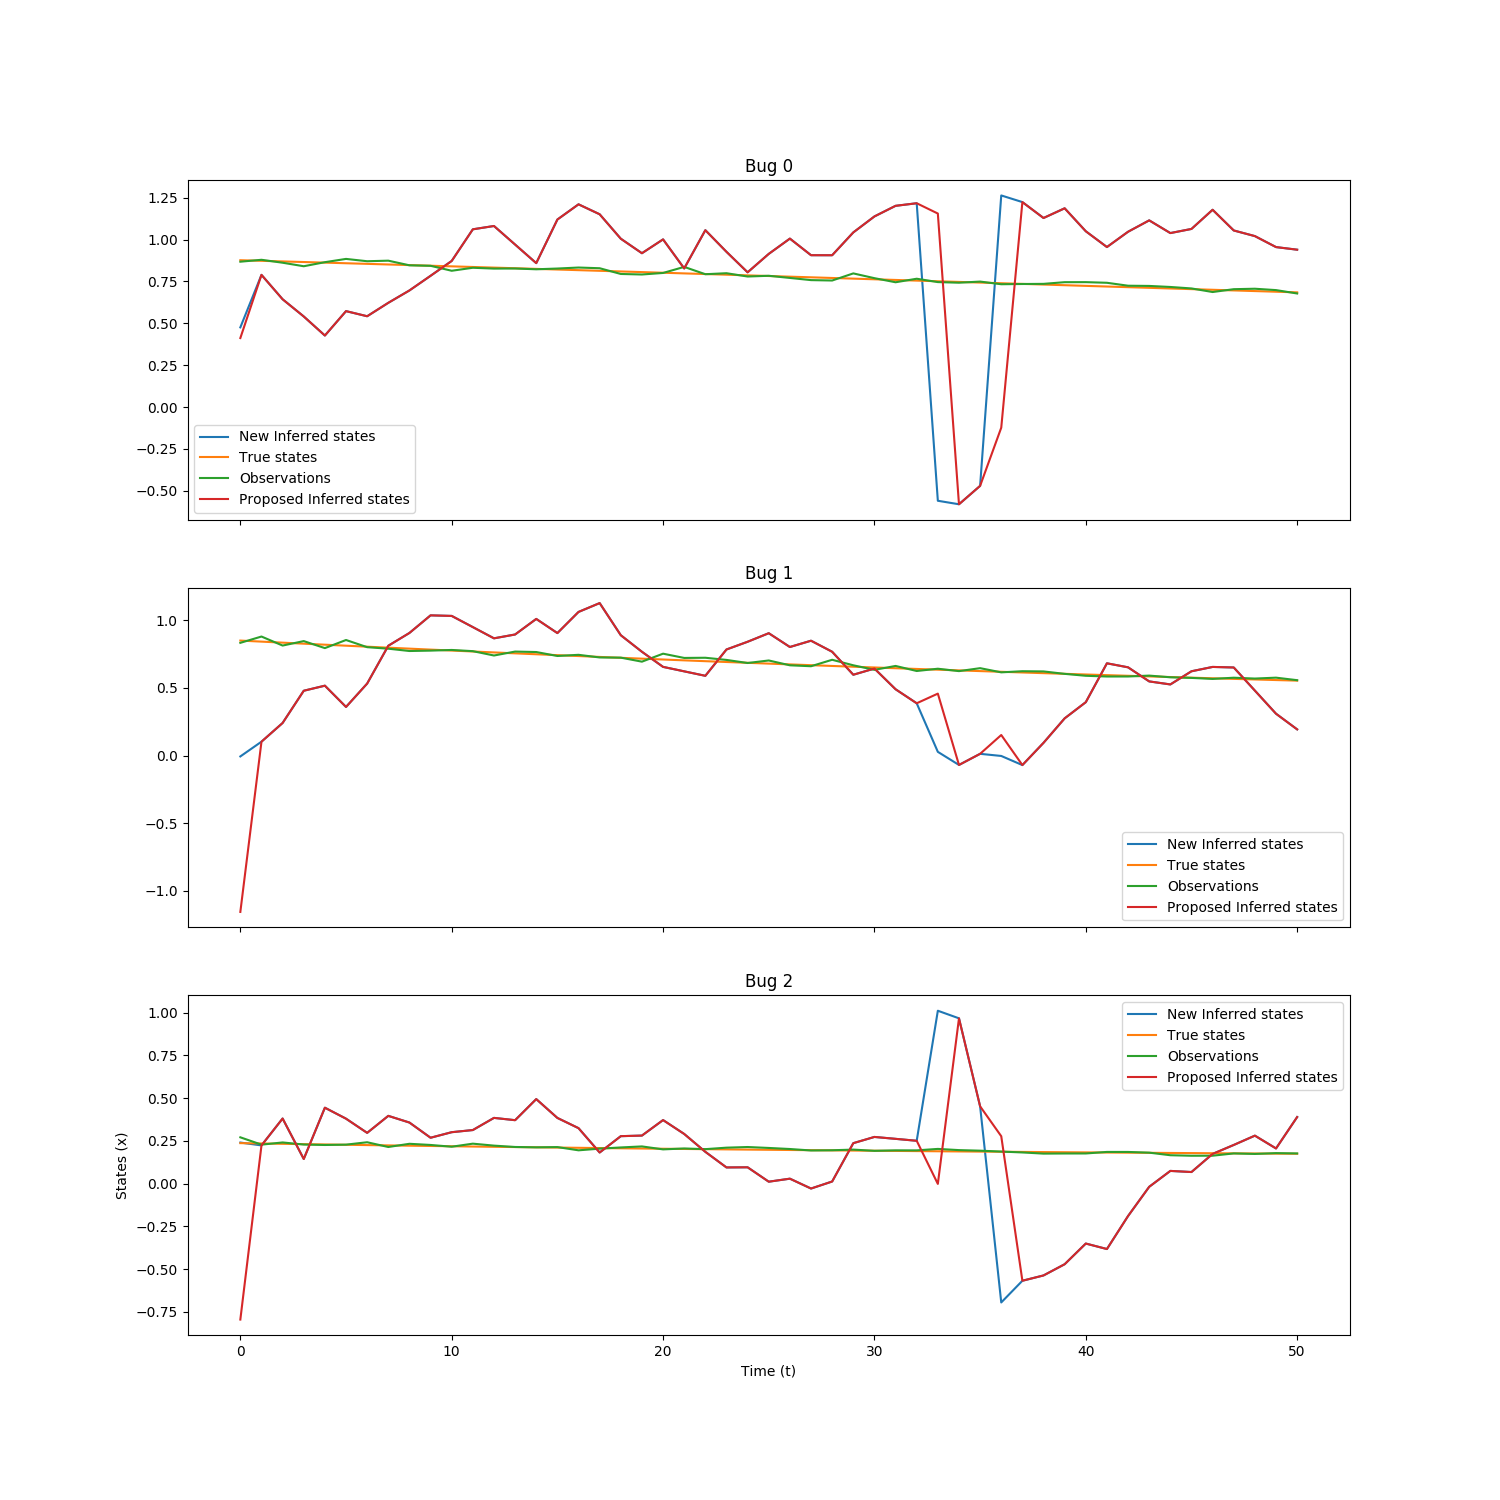 Bug 0
1.25
1.00
0.75
0.50
0.25
0.00
−0.25
−0.50
New Inferred states
True states
Observations
Proposed Inferred states
Bug 1
1.0
0.5
0.0
−0.5
−1.0
New Inferred states
True states
Observations
Proposed Inferred states
Bug 2
States (x)
1.00
0.75
0.50
0.25
0.00
−0.25
−0.50
−0.75
New Inferred states
True states
Observations
Proposed Inferred states
0 10 20 30 40 50
Time (t)